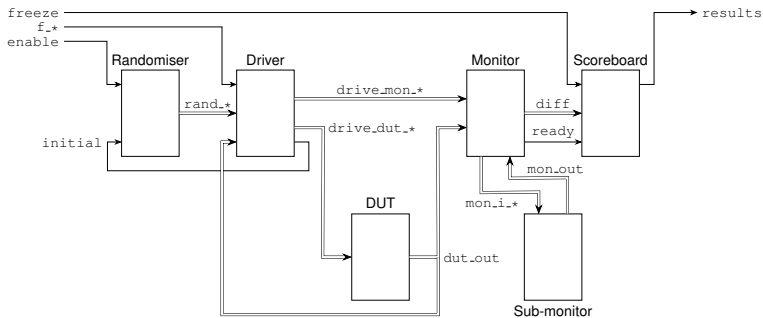 freeze
results
f_*
enable
Randomiser
Driver
Monitor
Scoreboard
drive_mon_*
rand_*
diff
drive_dut_*
ready
initial
mon_out
mon_i_*
DUT
dut_out
Sub-monitor